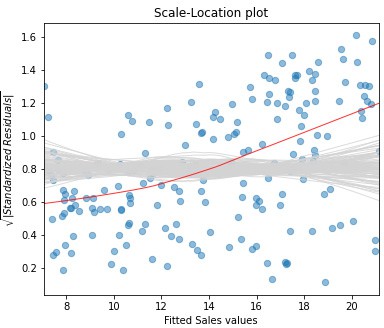 Scale-Location plot
√|Standardized Residuals|
1.6
1.4
1.2
1.0
0.8
0.6
0.4
0.2
8 10 12 14 16 18 20
Fitted Sales values